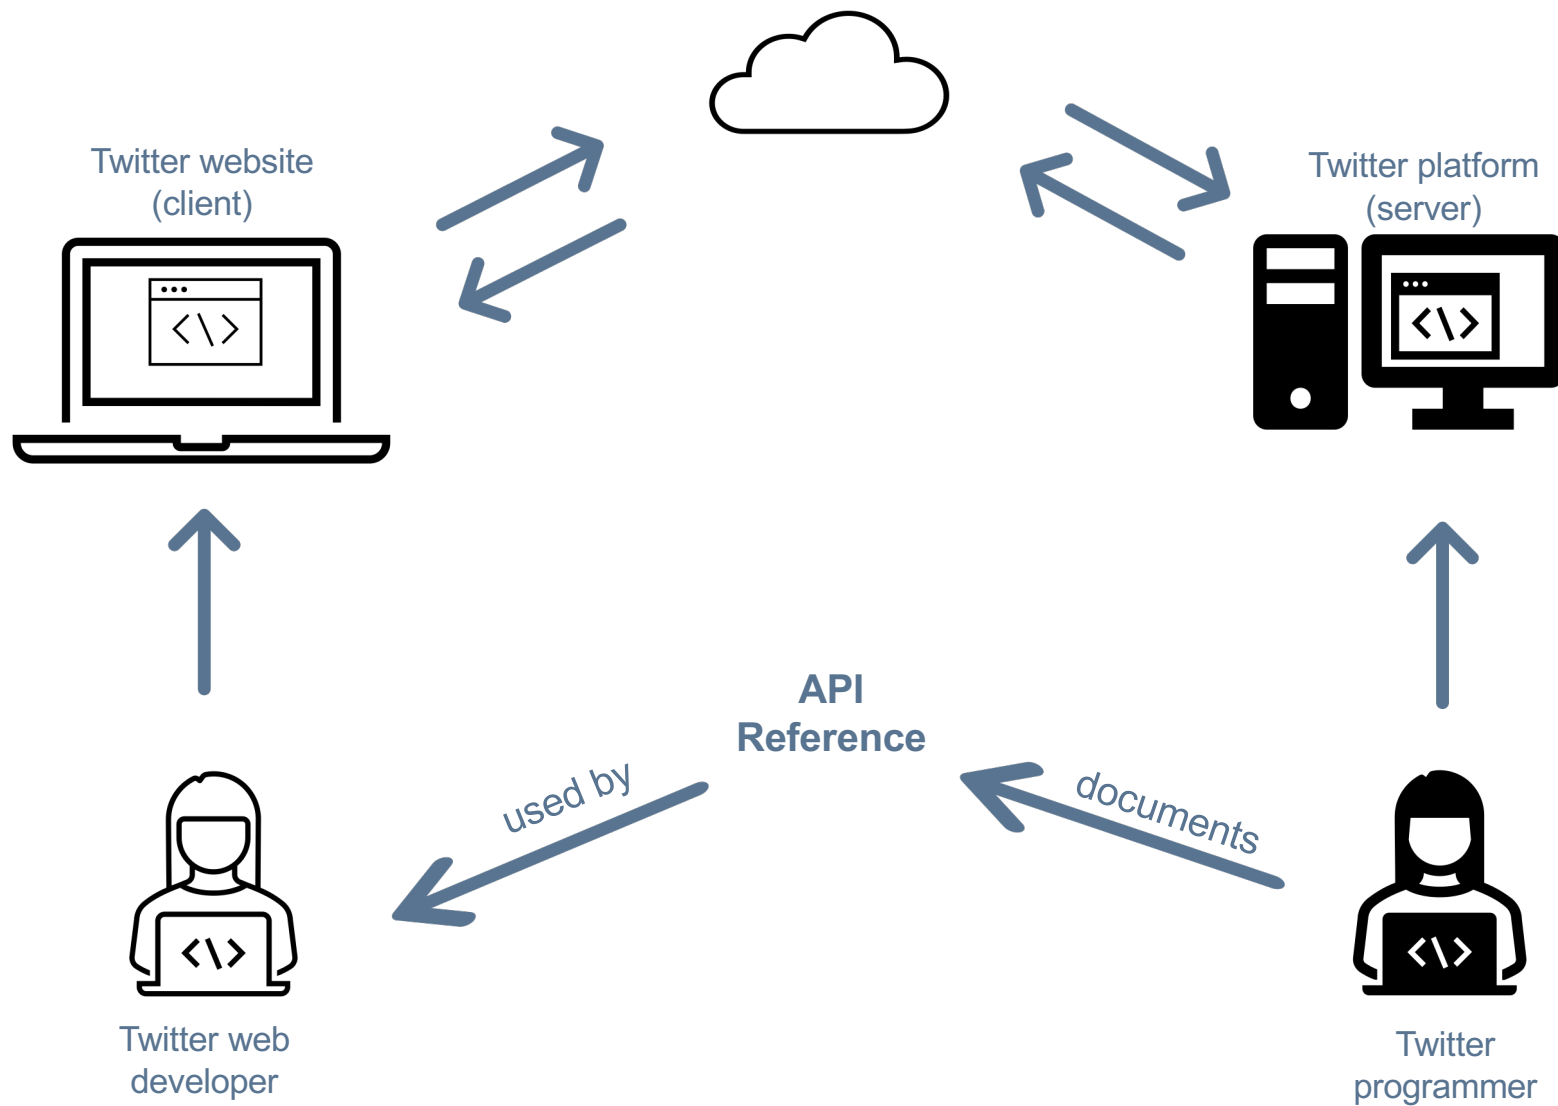 Twitter website
(client)
Twitter platform
(server)
<\>
<\>
API
Reference
used by
documents
<\>
<\>
Twitter web
developer
Twitter
programmer